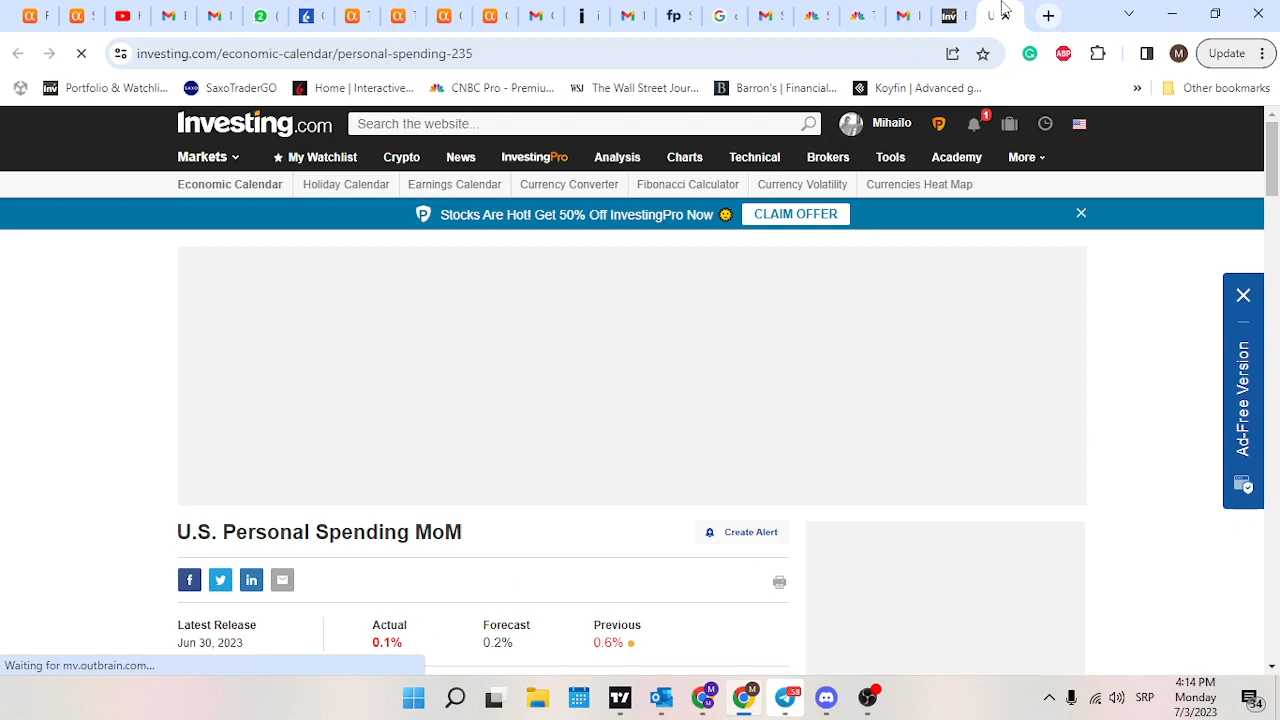 investing.com/economic-calendar/personal-spending-235
ABP
M
Update
Portfolio & Watchli...
SaxoTraderGO
Home | Interactive...
CNBC Pro - Premiu...
The Wall Street Jour...
Barron's | Financial...
Koyfin | Advanced g...
»
Other bookmarks
Investing.com
Search the website...
Mihailo
1
Markets
My Watchlist
Crypto
News
InvestingPro
Analysis
Charts
Technical
Brokers
Tools
Academy
More
Economic Calendar
Holiday Calendar
Earnings Calendar
Currency Converter
Fibonacci Calculator
Currency Volatility
Currencies Heat Map
Stocks Are Hot! Get 50% Off InvestingPro Now
CLAIM OFFER
Ad-Free Version
U.S. Personal Spending MoM
Create Alert
Latest Release
Actual
Forecast
Previous
Jun 30, 2023
0.1%
0.2%
0.6%
Waiting for mv.outbrain.com...
58
SRP
4:14 PM
Monday
7/3/2023
34